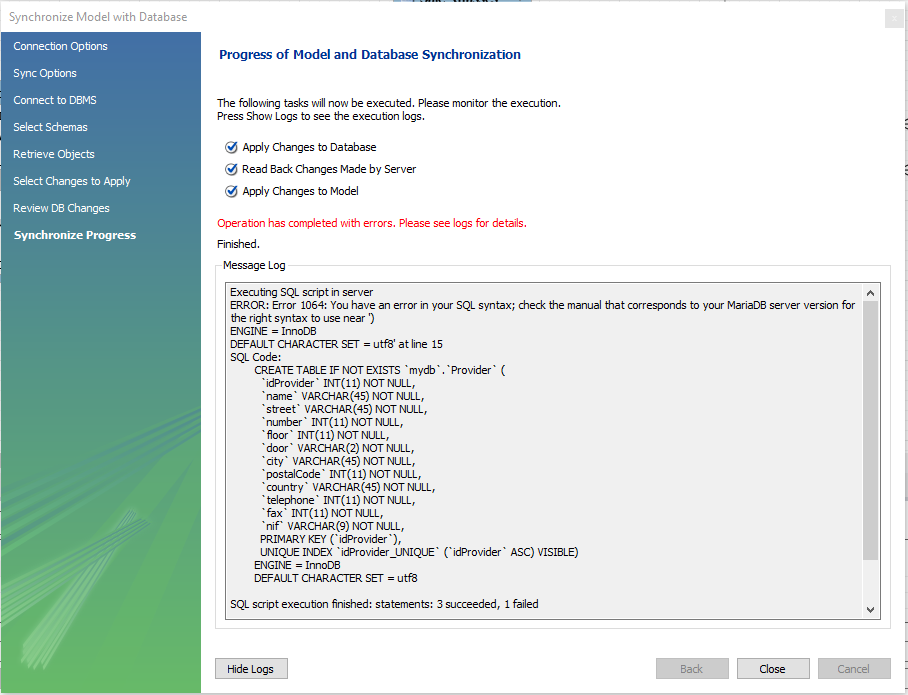 Synchronize Model with Database
Connection Options
Sync Options
Connect to DBMS
Select Schemas
Retrieve Objects
Select Changes to Apply
Review DB Changes
Synchronize Progress
Progress of Model and Database Synchronization
The following tasks will now be executed. Please monitor the execution.
Press Show Logs to see the execution logs.
Apply Changes to Database
Read Back Changes Made by Server
Apply Changes to Model
Operation has completed with errors. Please see logs for details.
Finished.
Message Log
Executing SQL script in server
ERROR: Error 1064: You have an error in your SQL syntax; check the manual that corresponds to your MariaDB server version for
the right syntax to use near ')
ENGINE = InnoDB
DEFAULT CHARACTER SET = utf8' at line 15
SQL Code:
CREATE TABLE IF NOT EXISTS `mydb`.`Provider` (
`idProvider` INT(11) NOT NULL,
`name` VARCHAR(45) NOT NULL,
`street` VARCHAR(45) NOT NULL,
`number` INT(11) NOT NULL,
`floor` INT(11) NOT NULL,
`door` VARCHAR(2) NOT NULL,
`city` VARCHAR(45) NOT NULL,
`postalCode` INT(11) NOT NULL,
`country` VARCHAR(45) NOT NULL,
`telephone` INT(11) NOT NULL,
`fax` INT(11) NOT NULL,
`nif` VARCHAR(9) NOT NULL,
PRIMARY KEY (`idProvider`),
UNIQUE INDEX `idProvider_UNIQUE` (`idProvider` ASC) VISIBLE)
ENGINE = InnoDB
DEFAULT CHARACTER SET = utf8
SQL script execution finished: statements: 3 succeeded, 1 failed
Hide Logs
Back
Close
Cancel